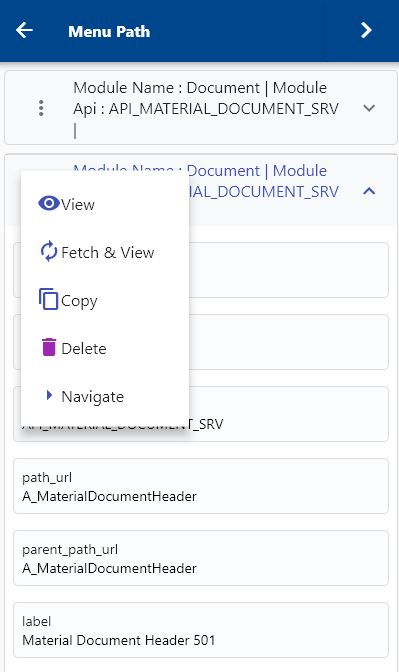 Menu Path
Module Name : Document | Module
Api : API_MATERIAL_DOCUMENT_SRV
|
Module Name : Document | Module
IAL_DOCUMENT_SRV
View
Fetch & View
Copy
Delete
Navigate
API_MATERIAL_DOCUMENT_SRV
path_url
A_MaterialDocumentHeader
parent_path_url
A_MaterialDocumentHeader
label
Material Document Header 501